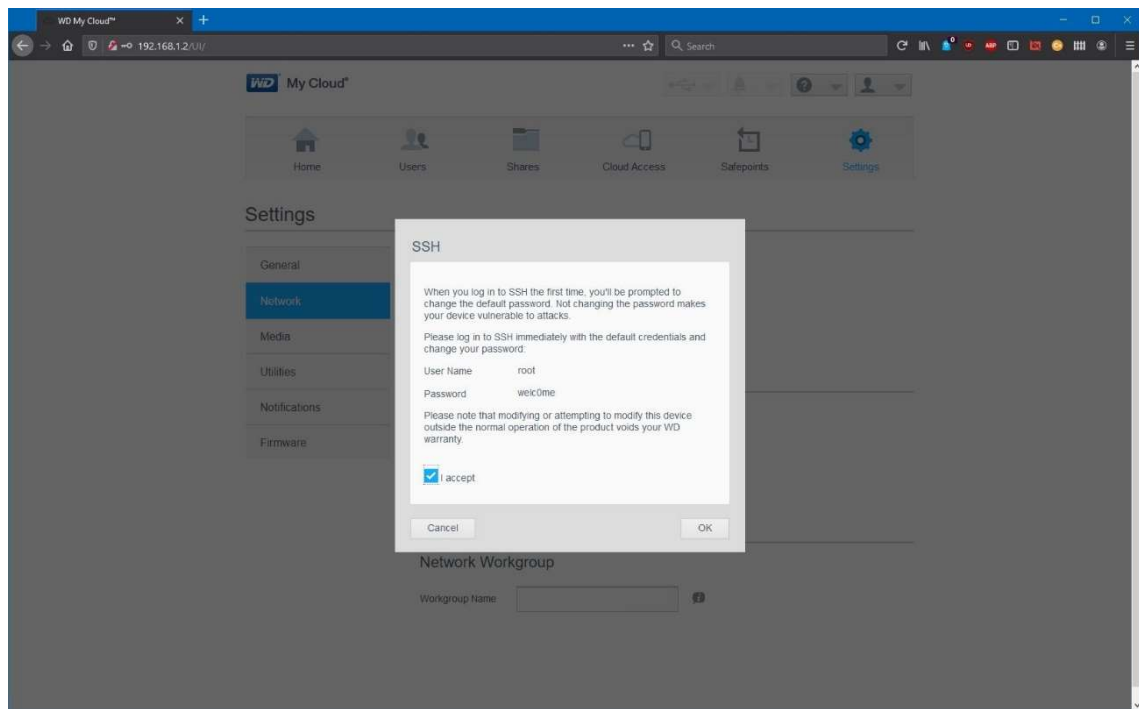 WD My Cloud™
192.168.1.2/UI/
Search
WD My Cloud®
Home
Users
Shares
Cloud Access
Safepoints
Settings
Settings
General
Network
Media
Utilities
Notifications
Firmware
SSH
When you log in to SSH the first time, you'll be prompted to
change the default password. Not changing the password makes
your device vulnerable to attacks.
Please log in to SSH immediately with the default credentials and
change your password:
User Name root
Password welc0me
Please note that modifying or attempting to modify this device
outside the normal operation of the product voids your WD
warranty.
I accept
Cancel
OK
Network Workgroup
Workgroup Name